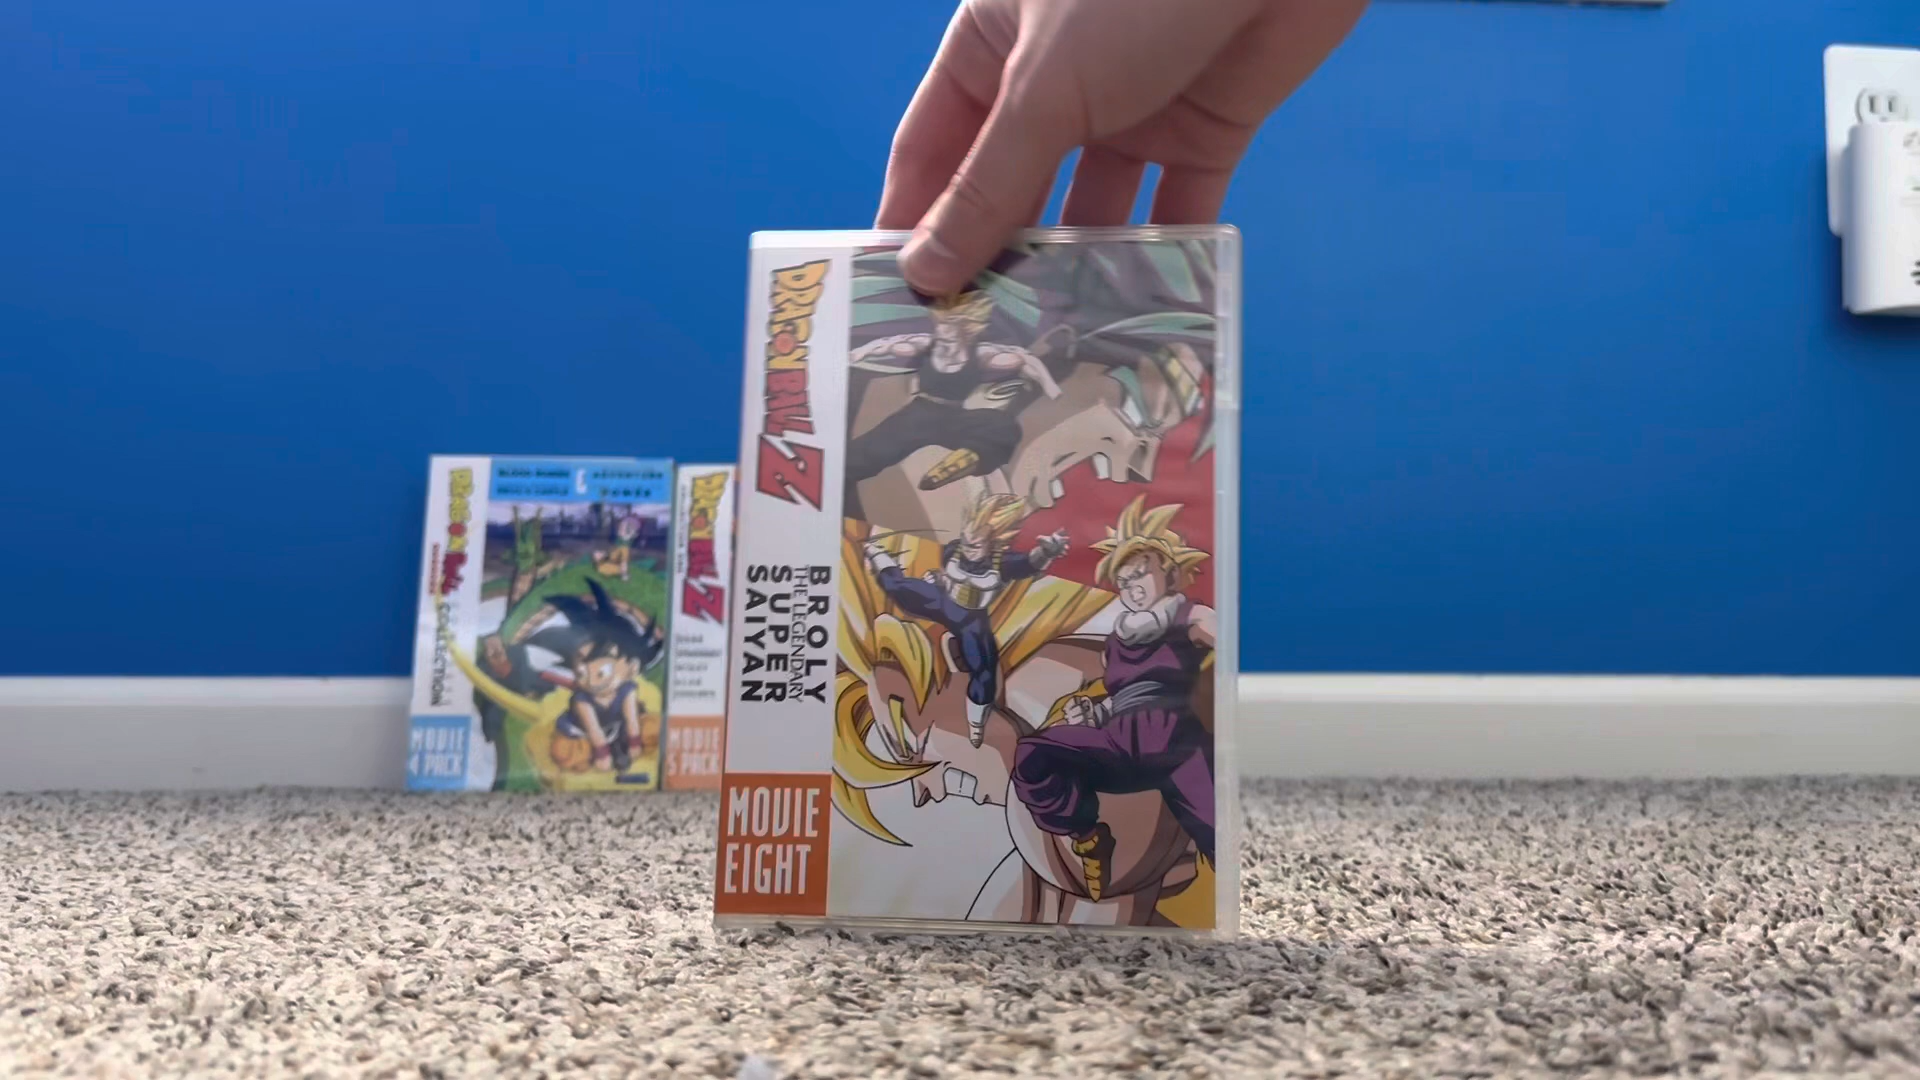 DRAGON BALL Z
BROLY
THE LEGENDARY
SUPER
SAIYAN
MOVIE
EIGHT
DRAGON BALL
COLLECTION
MOVIE
4 PACK
DRAGON BALL Z
MOVIE
5 PACK